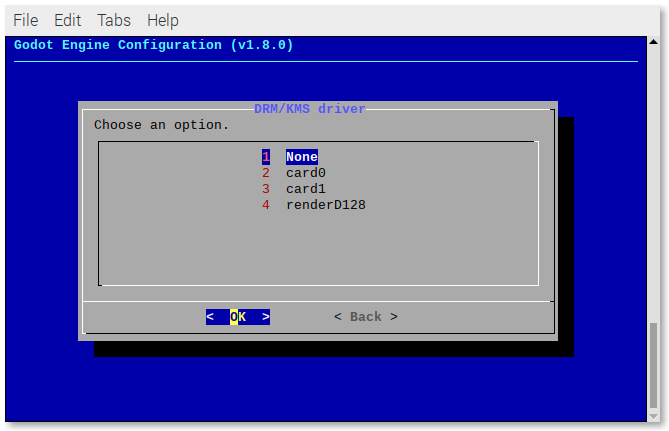 File Edit Tabs Help
Godot Engine Configuration (v1.8.0)
DRM/KMS driver
Choose an option.
1 None
2 card0
3 card1
4 renderD128
< OK > < Back >